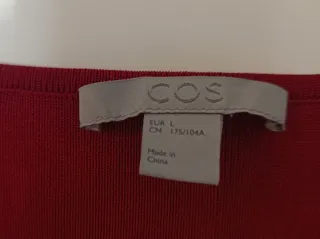 COS
EUR L
CN 175/104A
Made in
China